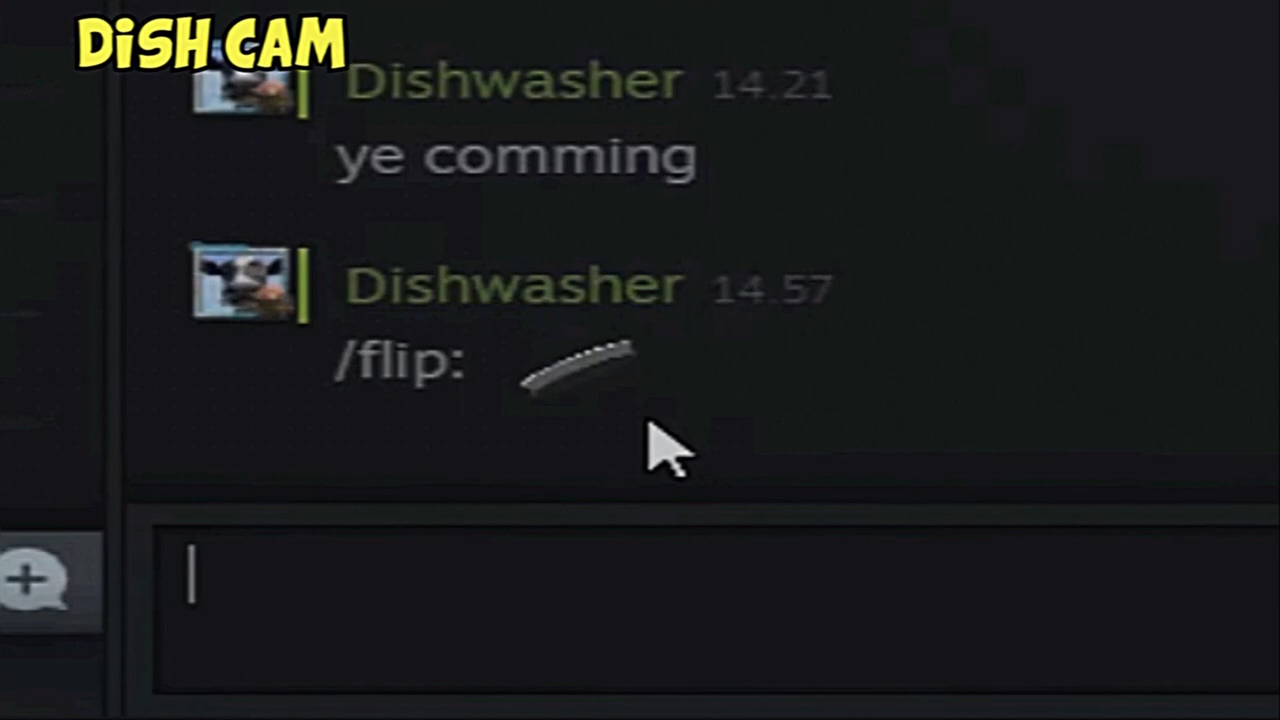 DiSH CAM
Dishwasher 14.21
ye comming
Dishwasher 14.57
/flip: